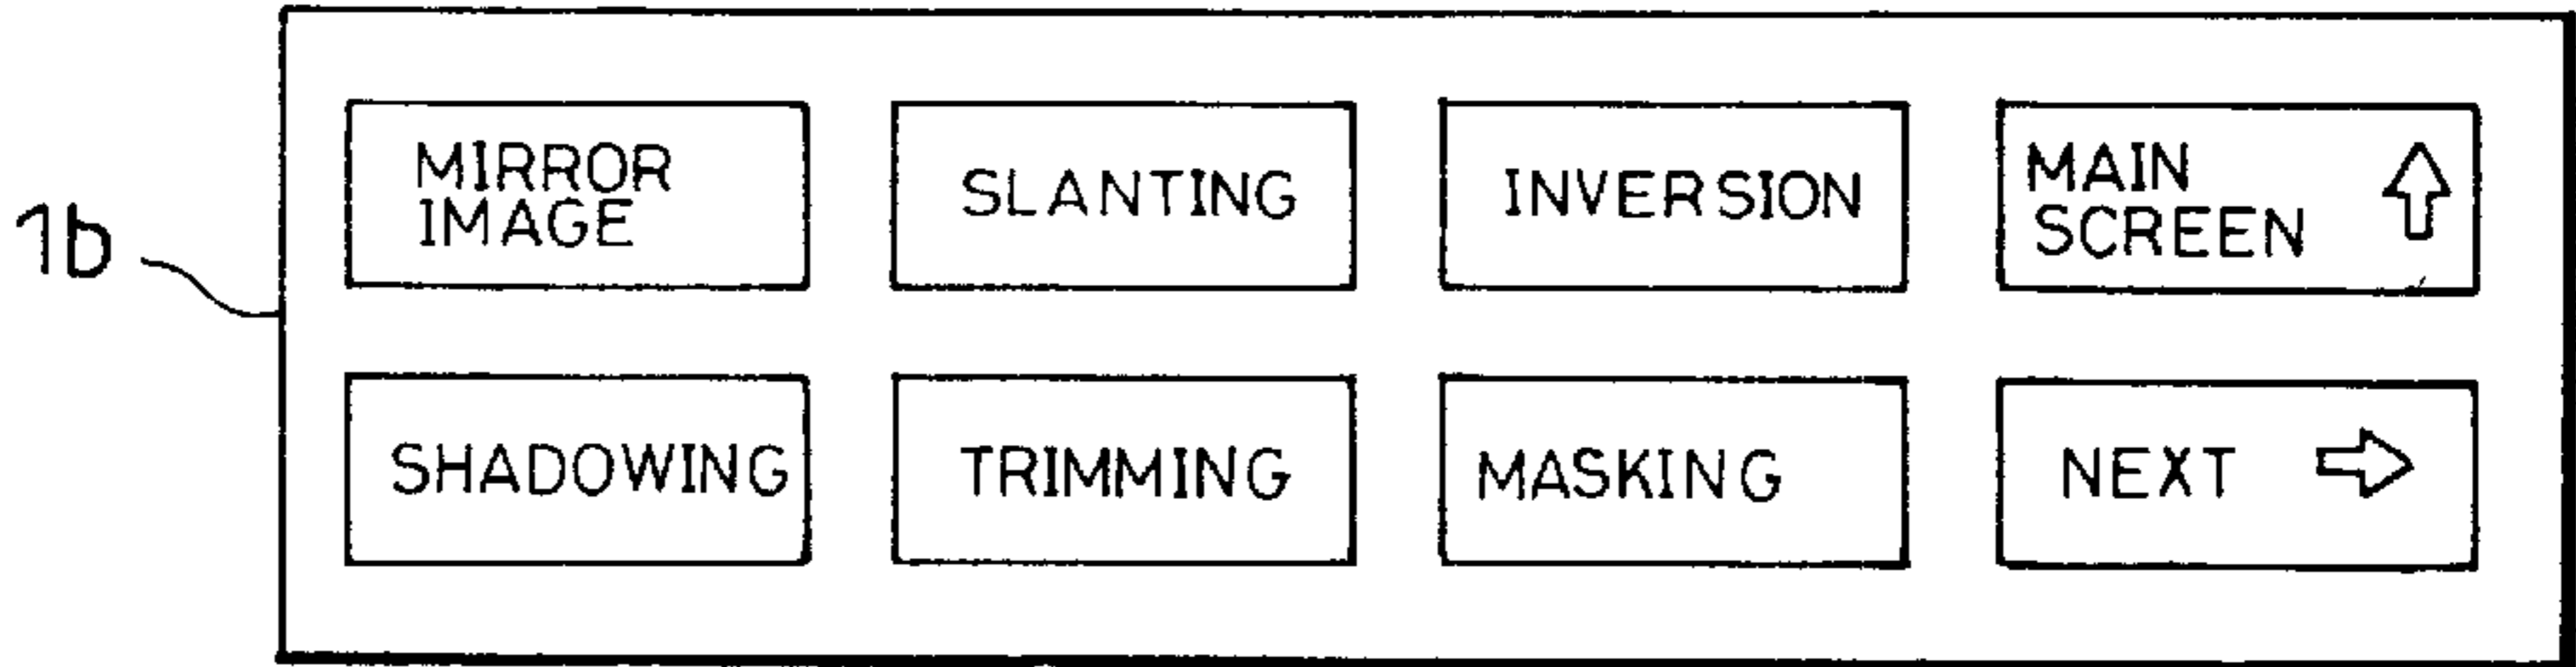 MIRROR
IMAGE
SLANTING
INVERSION
MAIN
SCREEN
1b
SHADOWING
TRIMMING
MASKING
NEXT